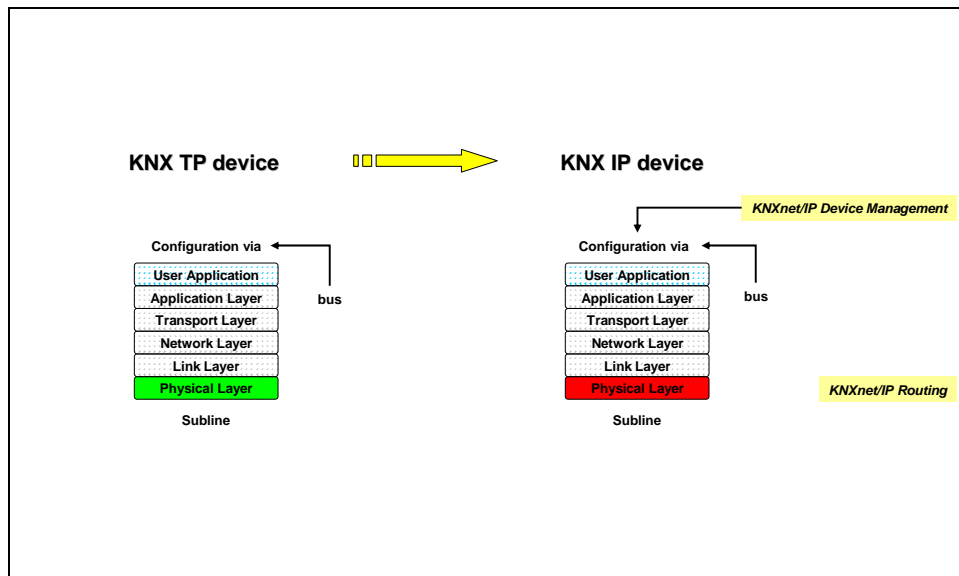 KNX TP device
KNX IP device
KNXnet/IP Device Management
Configuration via
User Application
Application Layer
Transport Layer
Network Layer
Link Layer
Physical Layer
Subline
bus
Configuration via
User Application
Application Layer
Transport Layer
Network Layer
Link Layer
Physical Layer
Subline
bus
KNXnet/IP Routing